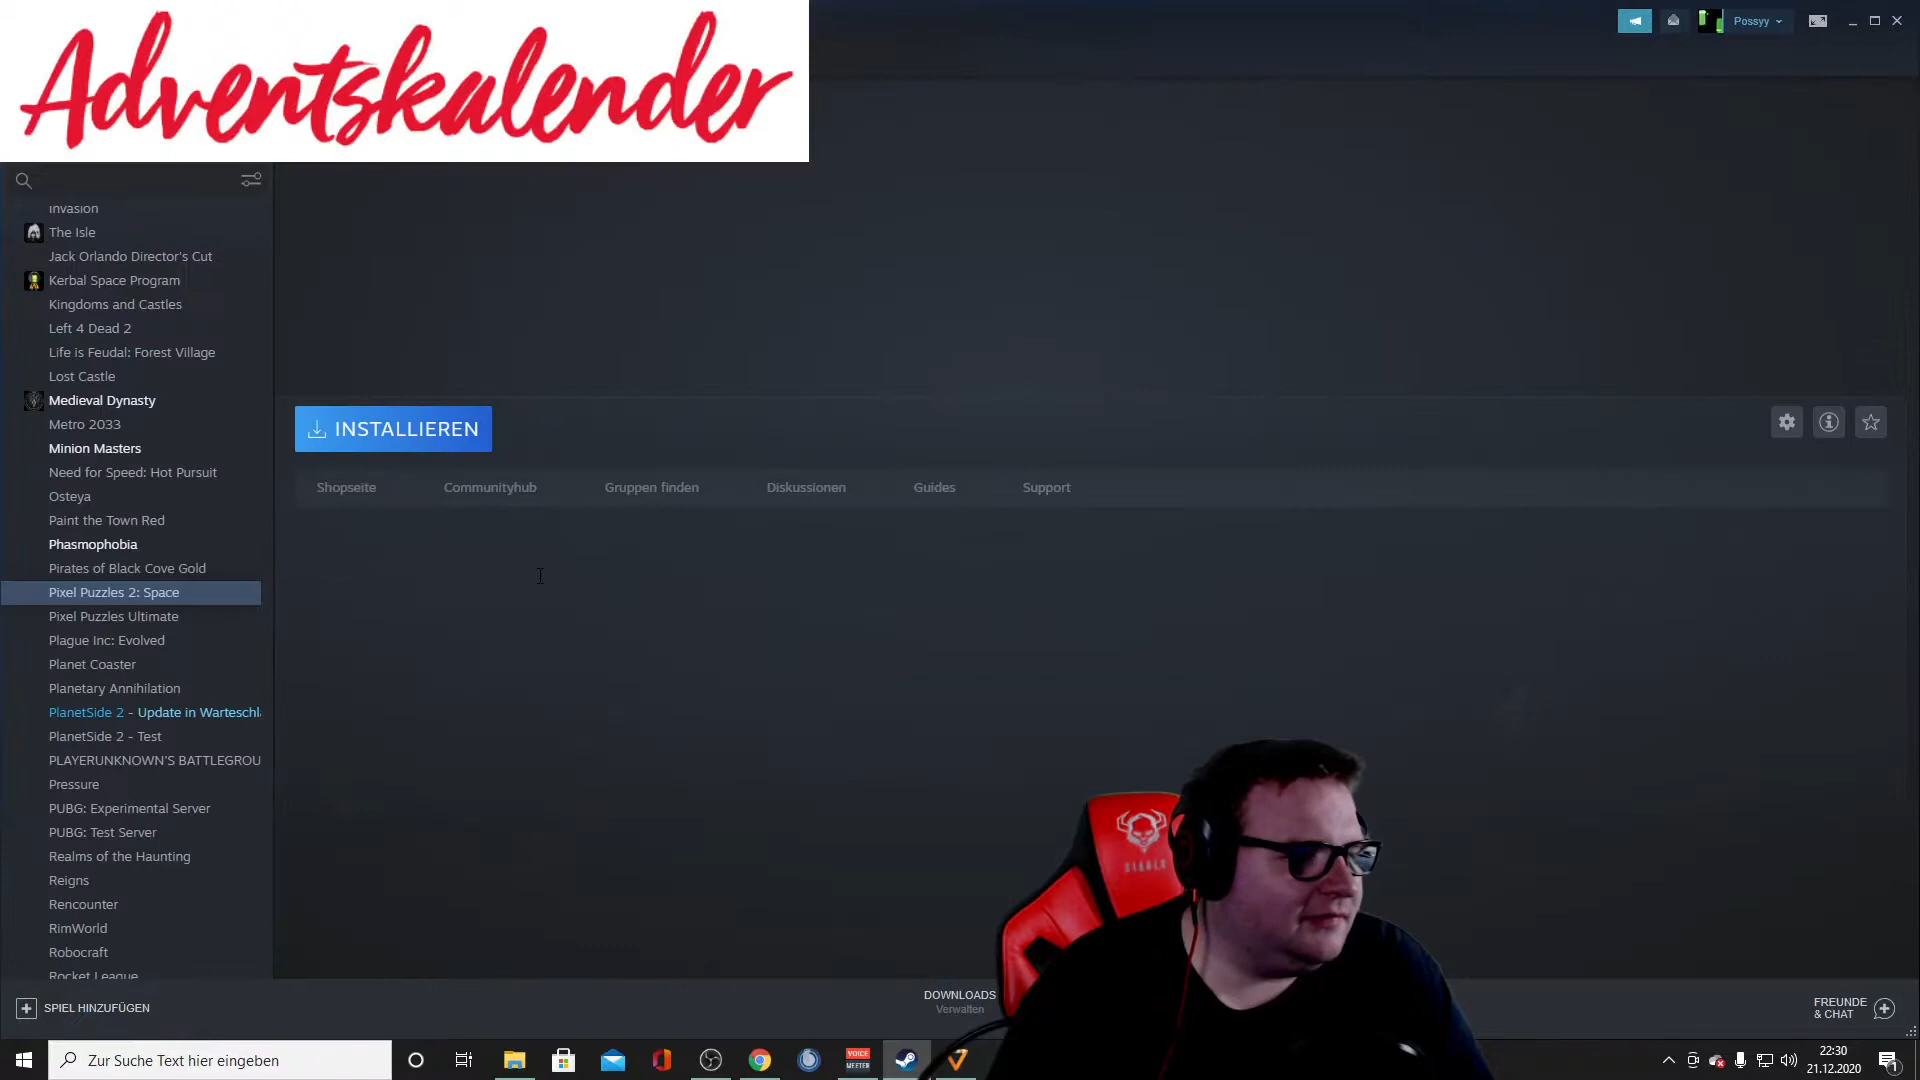 Adventskalender
Possyy
Invasion
The Isle
Jack Orlando Director's Cut
Kerbal Space Program
Kingdoms and Castles
Left 4 Dead 2
Life is Feudal: Forest Village
Lost Castle
Medieval Dynasty
Metro 2033
Minion Masters
Need for Speed: Hot Pursuit
Osteya
Paint the Town Red
Phasmophobia
Pirates of Black Cove Gold
Pixel Puzzles 2: Space
Pixel Puzzles Ultimate
Plague Inc: Evolved
Planet Coaster
Planetary Annihilation
PlanetSide 2 - Update in Warteschl
PlanetSide 2 - Test
PLAYERUNKNOWN'S BATTLEGROU
Pressure
PUBG: Experimental Server
PUBG: Test Server
Realms of the Haunting
Reigns
Rencounter
RimWorld
Robocraft
Rocket League
INSTALLIEREN
Shopseite Communityhub Gruppen finden Diskussionen Guides Support
DIABLO
SPIEL HINZUFÜGEN
DOWNLOADS
Verwalten
FREUNDE
& CHAT
Zur Suche Text hier eingeben
VOICE
MEETER
22:30
21.12.2020
1